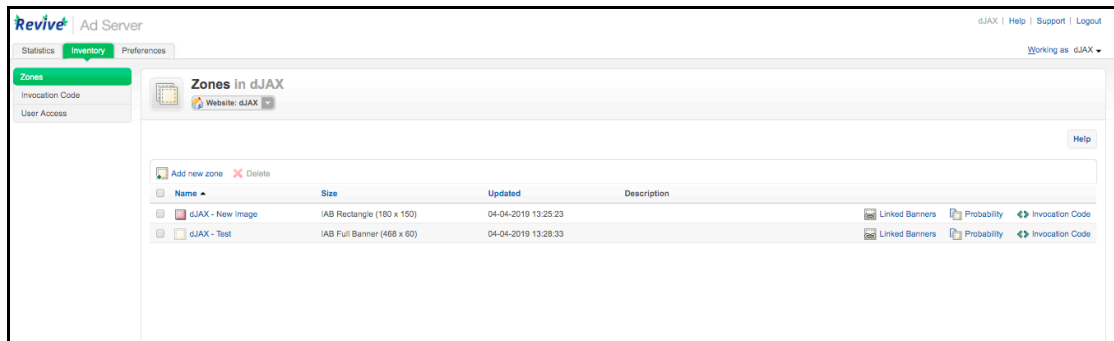 Revive Ad Server
dJAX | Help | Support | Logout
Statistics Inventory Preferences
Working as dJAX
Zones
Invocation Code
User Access
Zones in dJAX
Website: dJAX
Help
Add new zone Delete
Name Size Updated Description
dJAX - New Image IAB Rectangle (180 x 150) 04-04-2019 13:25:23 Linked Banners Probability Invocation Code
dJAX - Test IAB Full Banner (468 x 60) 04-04-2019 13:28:33 Linked Banners Probability Invocation Code